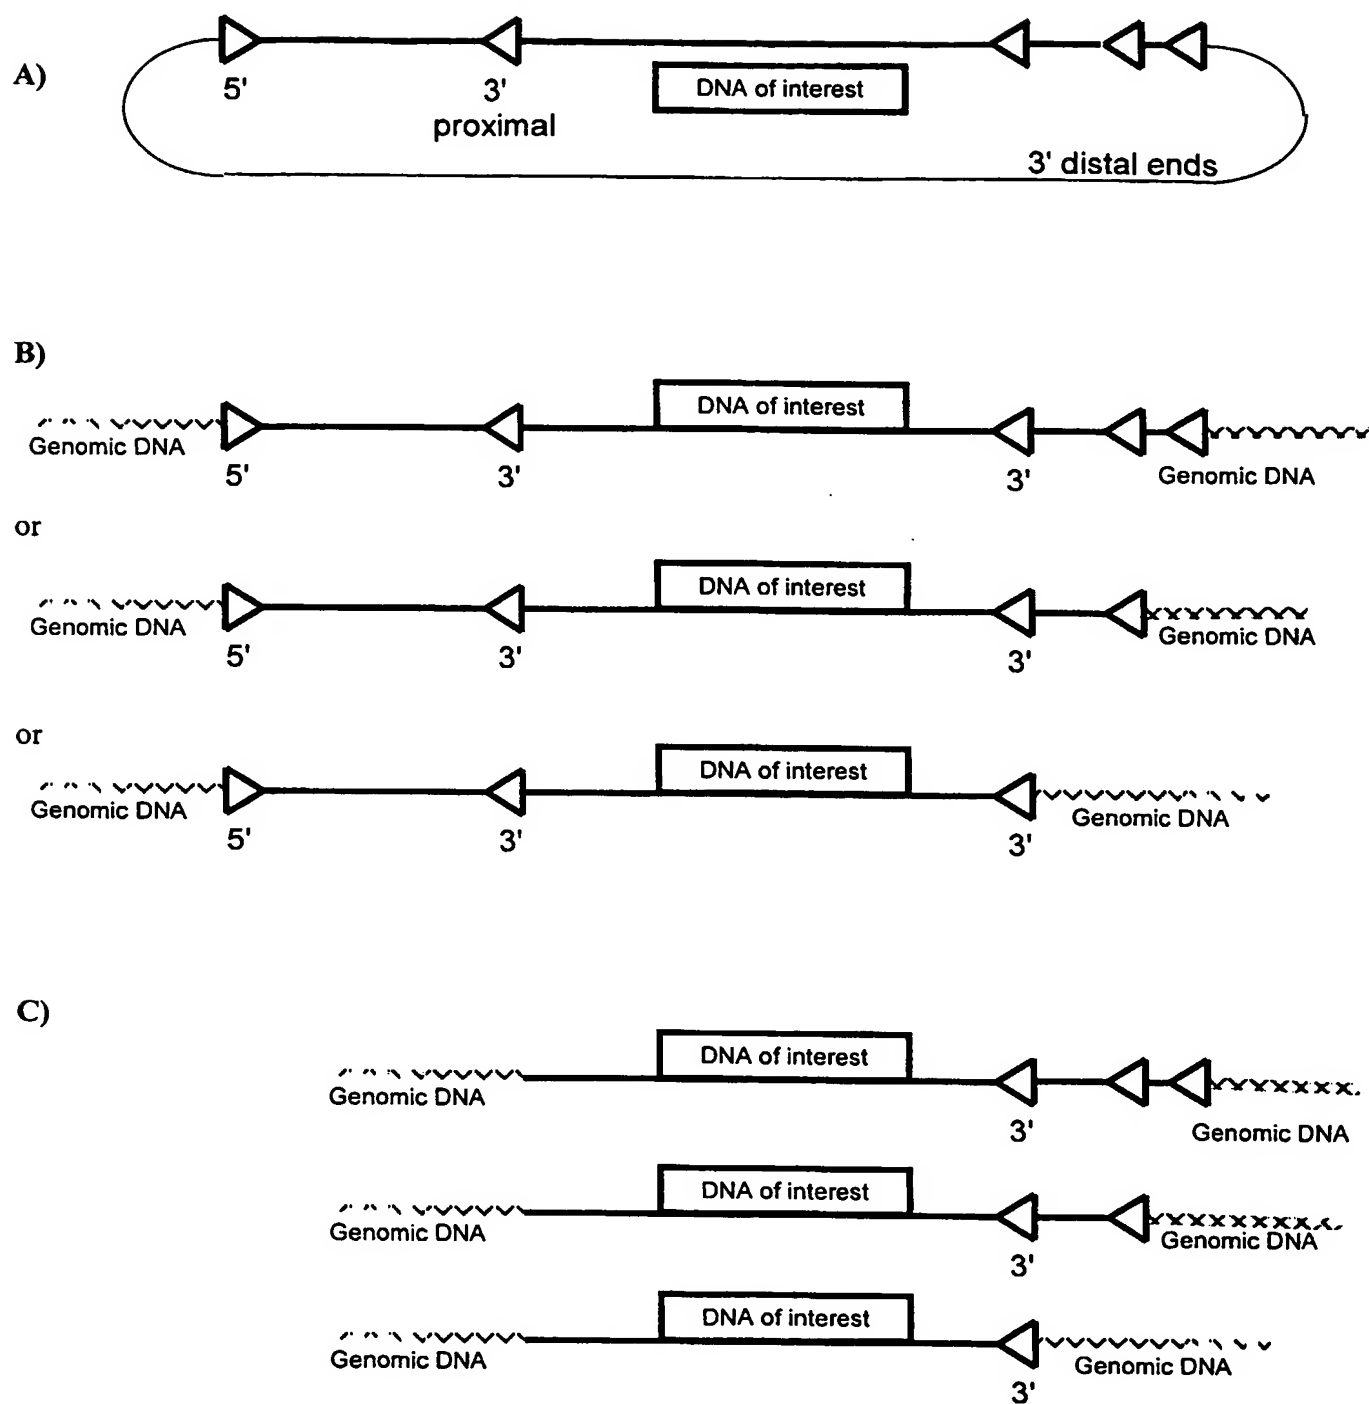 A)
5'
3'
proximal
DNA of interest
3' distal ends
B)
DNA of interest
Genomic DNA
5'
3'
3'
Genomic DNA
or
DNA of interest
Genomic DNA
5'
3'
3'
Genomic DNA
or
DNA of interest
Genomic DNA
5'
3'
3'
Genomic DNA
C)
DNA of interest
Genomic DNA
3'
Genomic DNA
DNA of interest
Genomic DNA
3'
Genomic DNA
DNA of interest
Genomic DNA
3'
Genomic DNA